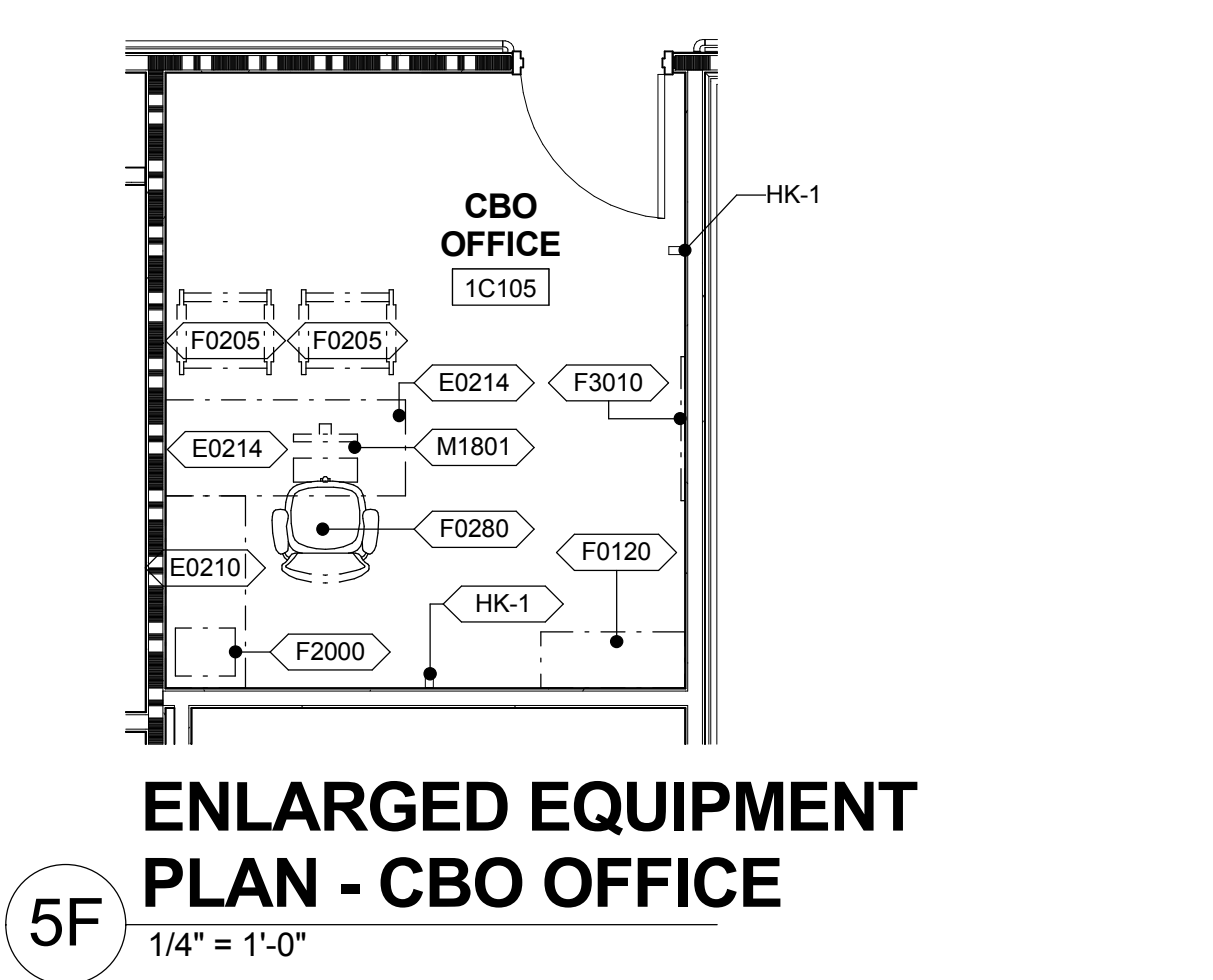 HK-1
CBO
OFFICE
1C105
F0205
F0205
E0214
F3010
E0214
M1801
F0280
F0120
E0210
HK-1
F2000
ENLARGED EQUIPMENT
PLAN - CBO OFFICE
5F
1/4" = 1'-0"